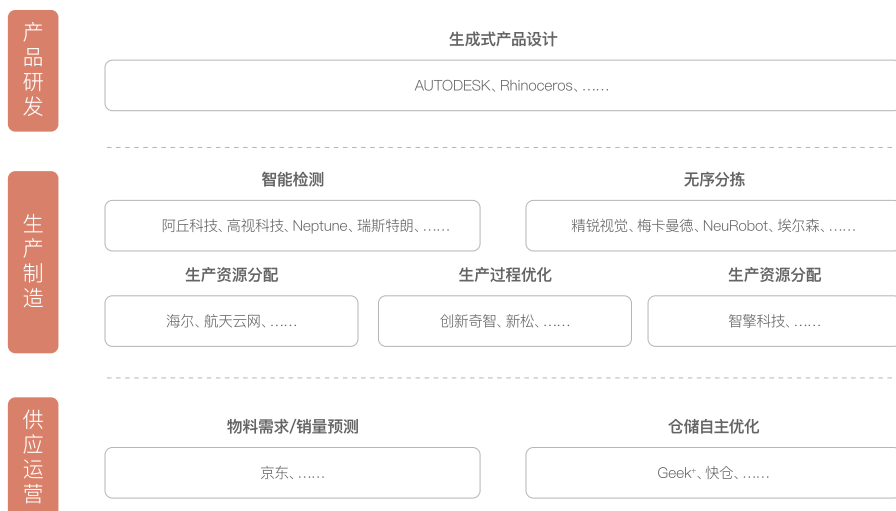 产品研发
生成式产品设计
AUTODESK、Rhinoceros、……
生产制造
智能检测
无序分拣
阿丘科技、高视科技、Neptune、瑞斯特朗、……
精锐视觉、梅卡曼德、NeuRobot、埃尔森、……
生产资源分配
生产过程优化
生产资源分配
海尔、航天云网、……
创新奇智、新松、……
智擎科技、……
供应运营
物料需求/销量预测
仓储自主优化
京东、……
Geek⁺、快仓、……